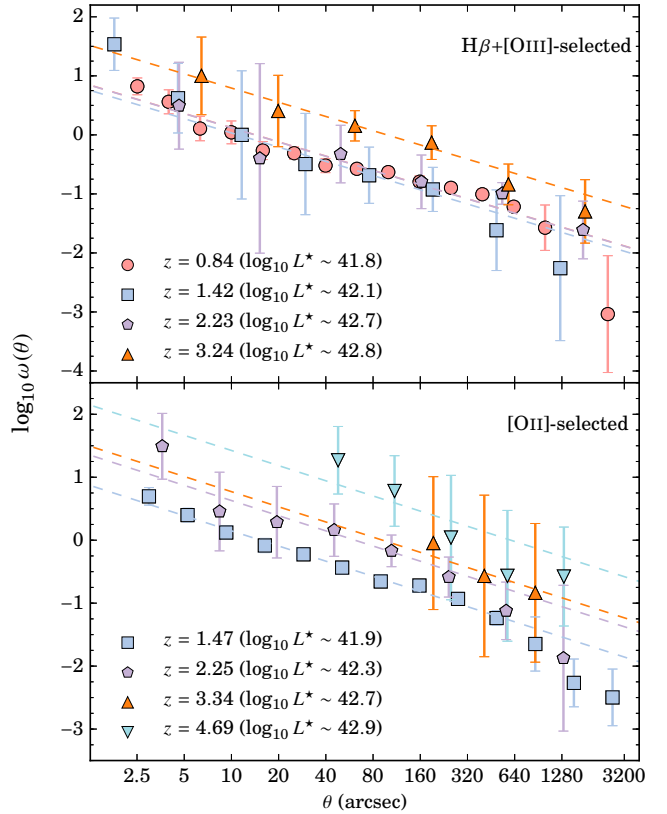 2
Hβ+[OIII]-selected
1
0
−1
−2
−3
−4
z = 0.84 (log₁₀ L★ ∼ 41.8)
z = 1.42 (log₁₀ L★ ∼ 42.1)
z = 2.23 (log₁₀ L★ ∼ 42.7)
z = 3.24 (log₁₀ L★ ∼ 42.8)
log₁₀ ω(θ)
[OII]-selected
2
1
0
−1
−2
−3
z = 1.47 (log₁₀ L★ ∼ 41.9)
z = 2.25 (log₁₀ L★ ∼ 42.3)
z = 3.34 (log₁₀ L★ ∼ 42.7)
z = 4.69 (log₁₀ L★ ∼ 42.9)
2.5 5 10 20 40 80 160 320 640 1280 3200
θ (arcsec)